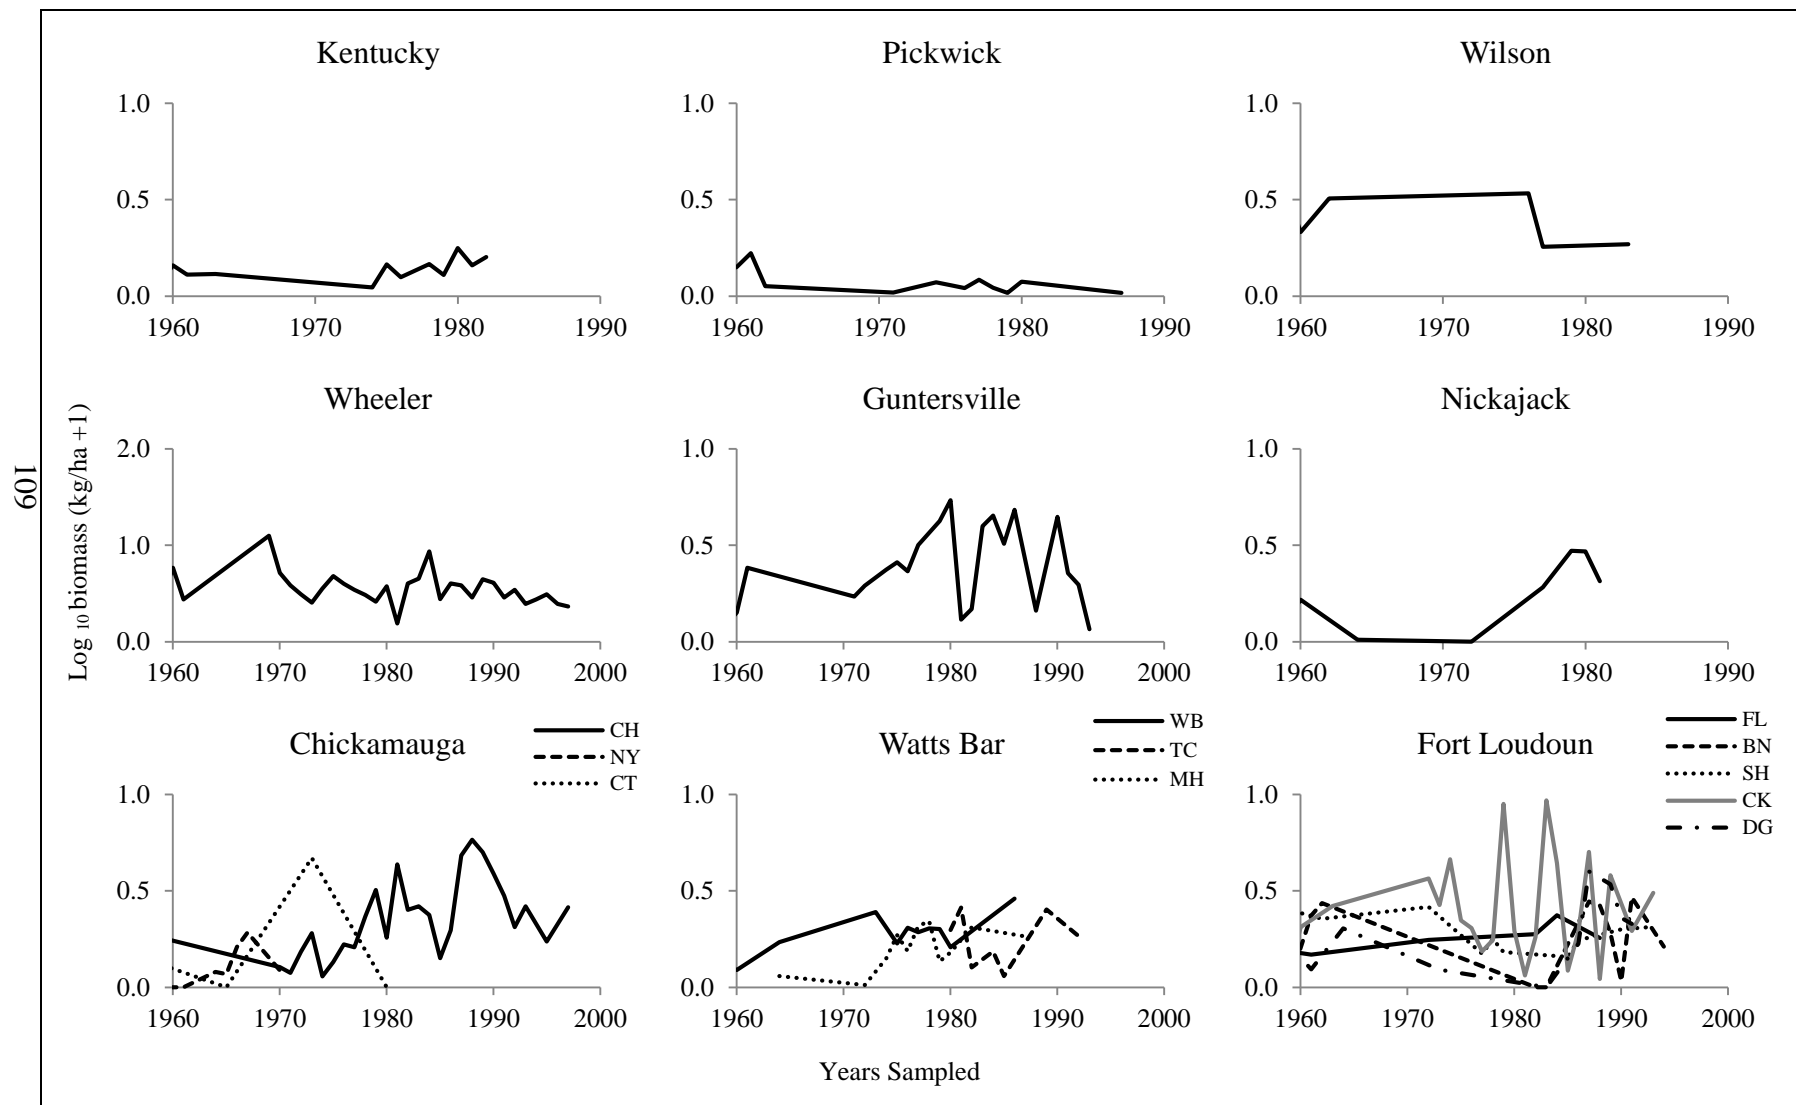 Kentucky
Pickwick
Wilson
1.0
0.5
0.0
1960 1970 1980 1990
1.0
0.5
0.0
1960 1970 1980 1990
1.0
0.5
0.0
1960 1970 1980 1990
109
Log 10 biomass (kg/ha +1)
Wheeler
Guntersville
Nickajack
2.0
1.0
0.0
1960 1970 1980 1990 2000
1.0
0.5
0.0
1960 1970 1980 1990 2000
1.0
0.5
0.0
1960 1970 1980 1990
Chickamauga
CH
NY
CT
1.0
0.5
0.0
1960 1970 1980 1990 2000
Watts Bar
WB
TC
MH
1.0
0.5
0.0
1960 1970 1980 1990 2000
Fort Loudoun
FL
BN
SH
CK
DG
1.0
0.5
0.0
1960 1970 1980 1990 2000
Years Sampled